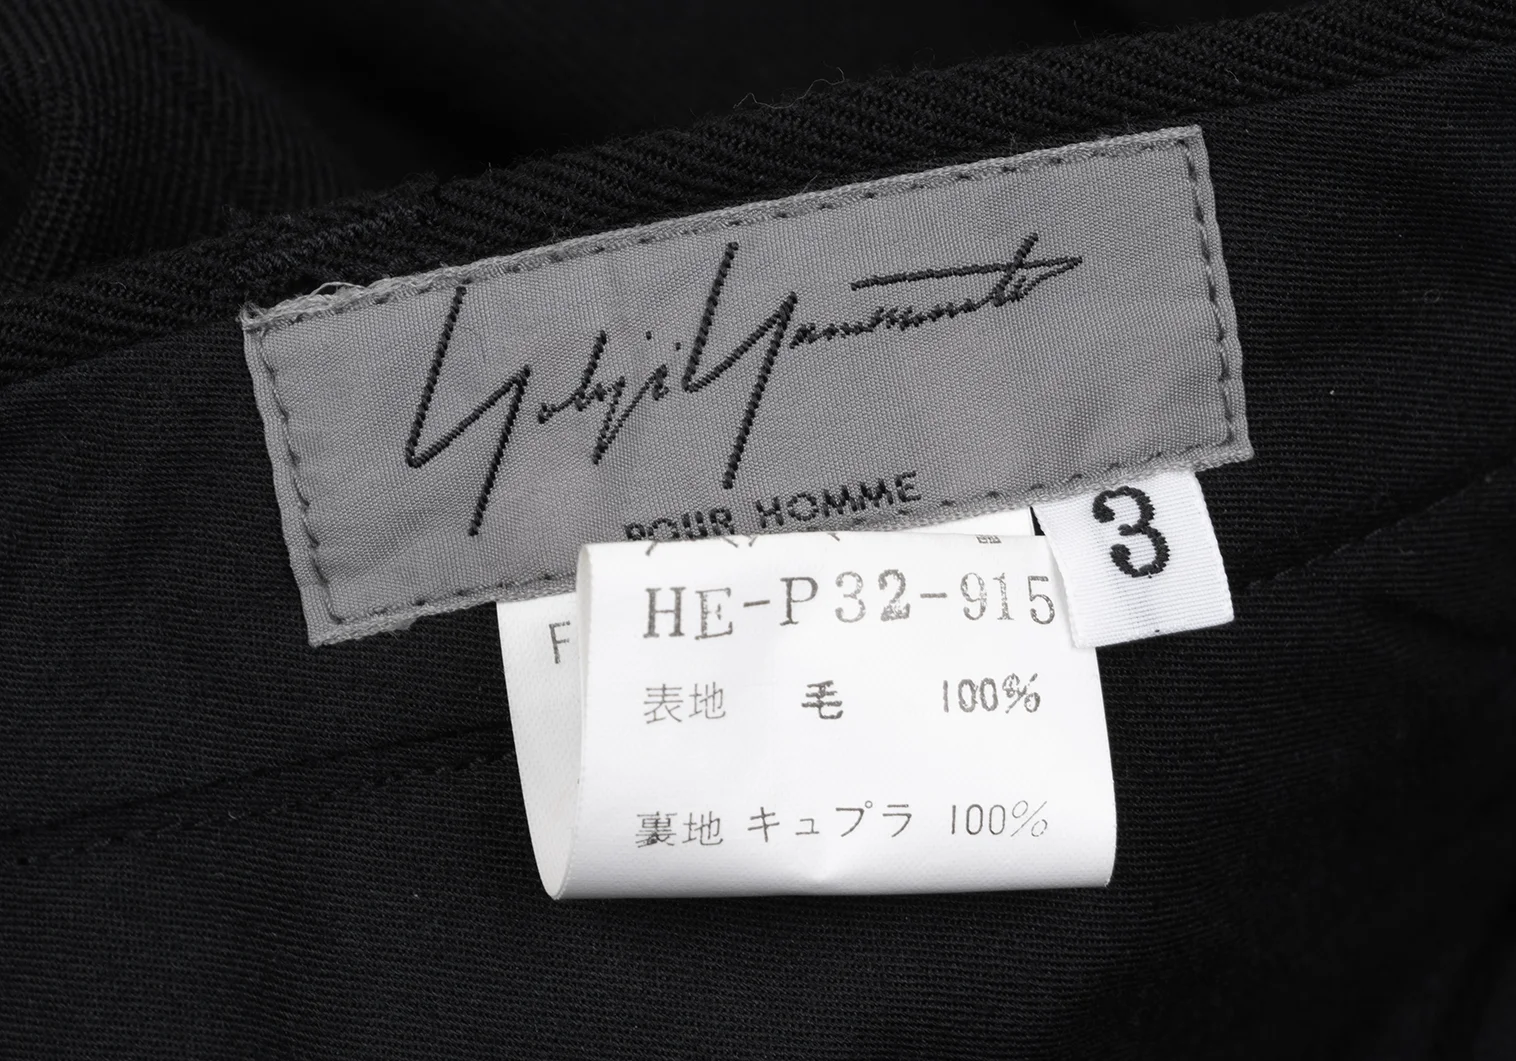 Yohji Yamamoto
POUR HOMME
3
F
HE-P32-915
表地 毛 100%
裏地 キュプラ 100%